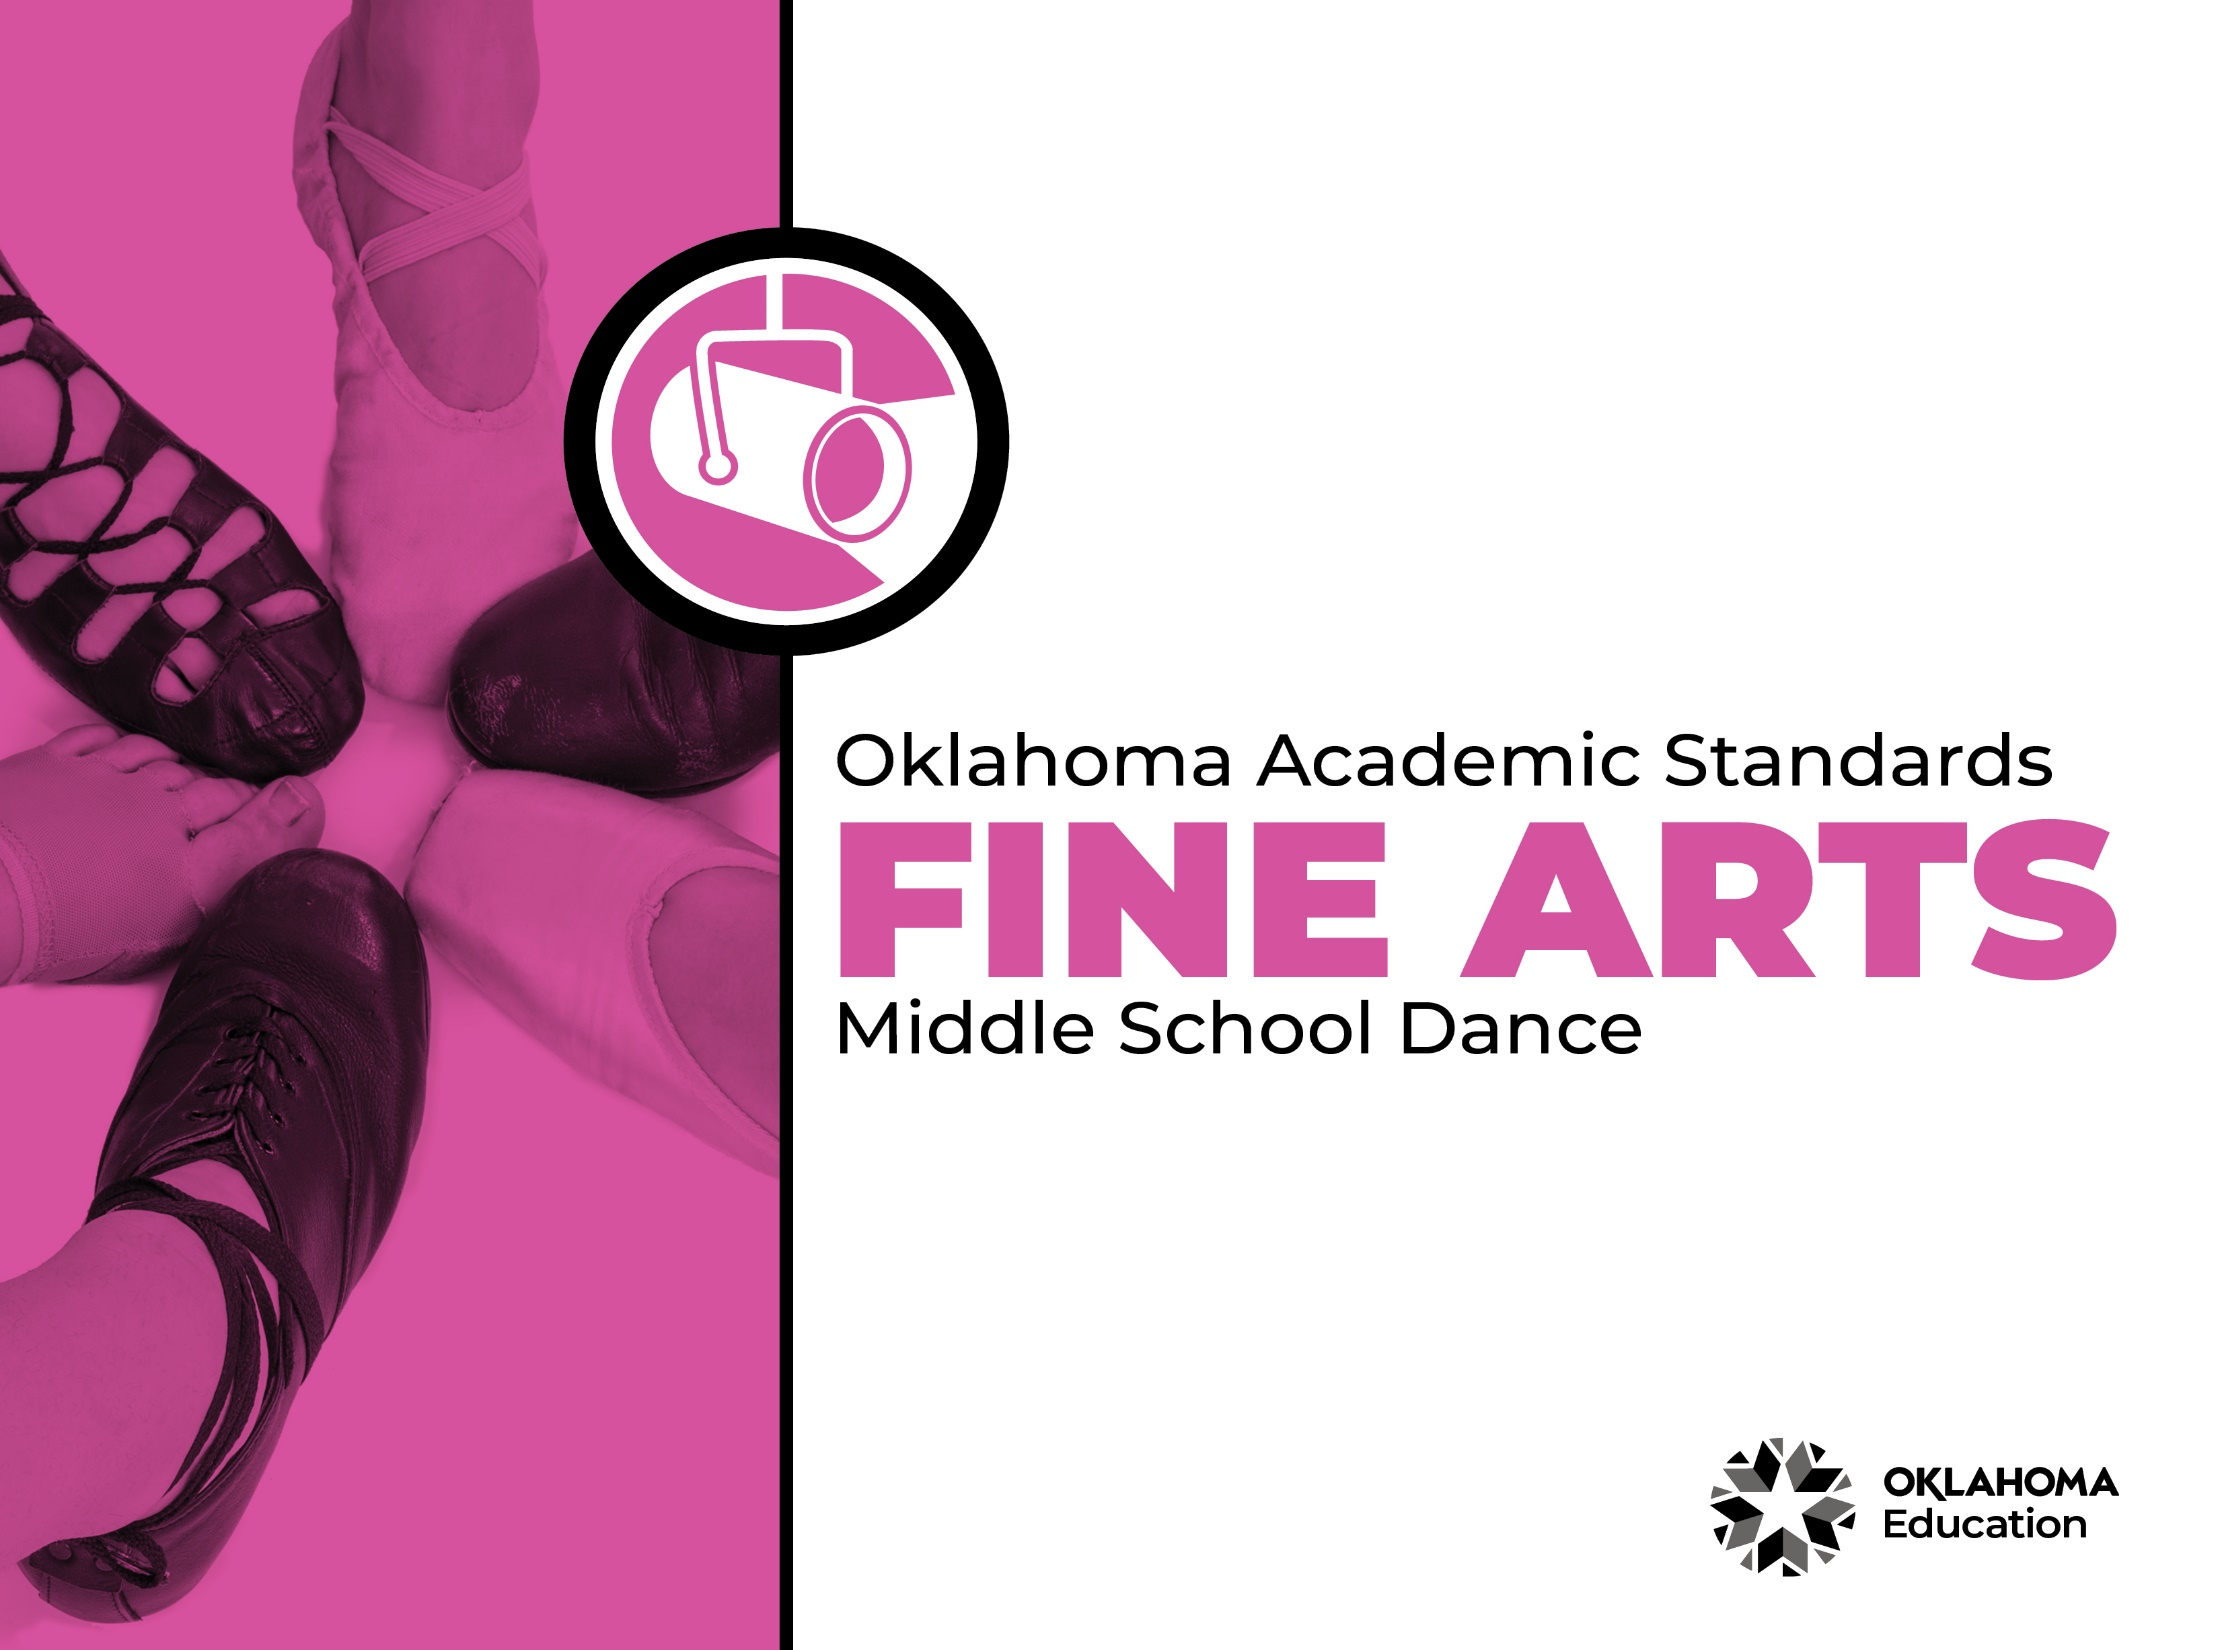 Oklahoma Academic Standards
FINE ARTS
Middle School Dance
OKLAHOMA
Education